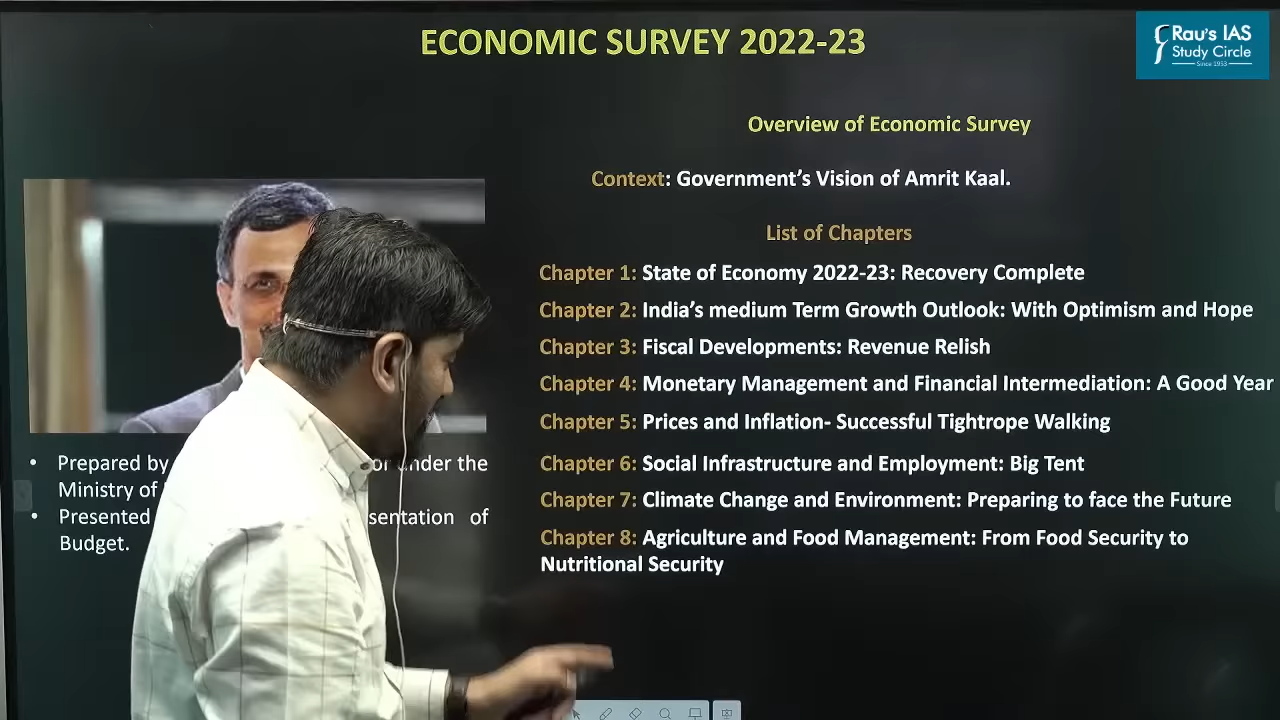 ECONOMIC SURVEY 2022-23
Rau's IAS
Study Circle
Since 1953
Overview of Economic Survey
Context: Government's Vision of Amrit Kaal.
List of Chapters
Chapter 1: State of Economy 2022-23: Recovery Complete
Chapter 2: India's medium Term Growth Outlook: With Optimism and Hope
Chapter 3: Fiscal Developments: Revenue Relish
Chapter 4: Monetary Management and Financial Intermediation: A Good Year
Chapter 5: Prices and Inflation- Successful Tightrope Walking
Chapter 6: Social Infrastructure and Employment: Big Tent
Chapter 7: Climate Change and Environment: Preparing to face the Future
Chapter 8: Agriculture and Food Management: From Food Security to
Nutritional Security
• Prepared by under the
Ministry of
• Presented of
Budget.